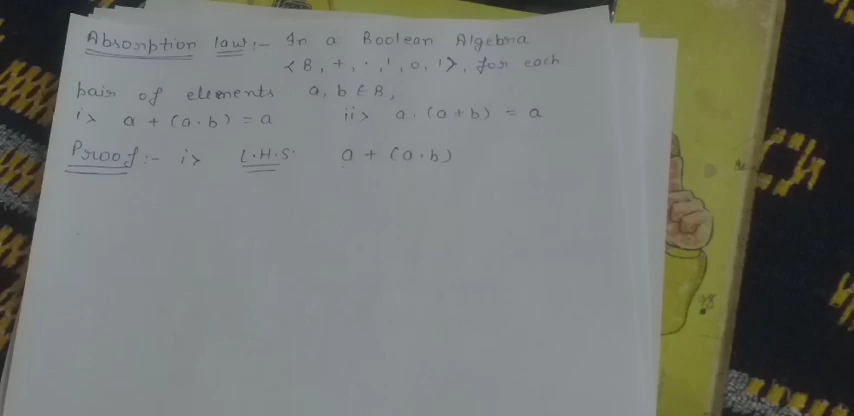 Absorption law :- In a Boolean Algebra
< B, +, ·, ', 0, 1 >, for each
pair of elements a, b ∈ B,
i> a + (a · b) = a ii> a · (a + b) = a
Proof :- i> L.H.S. a + (a · b)